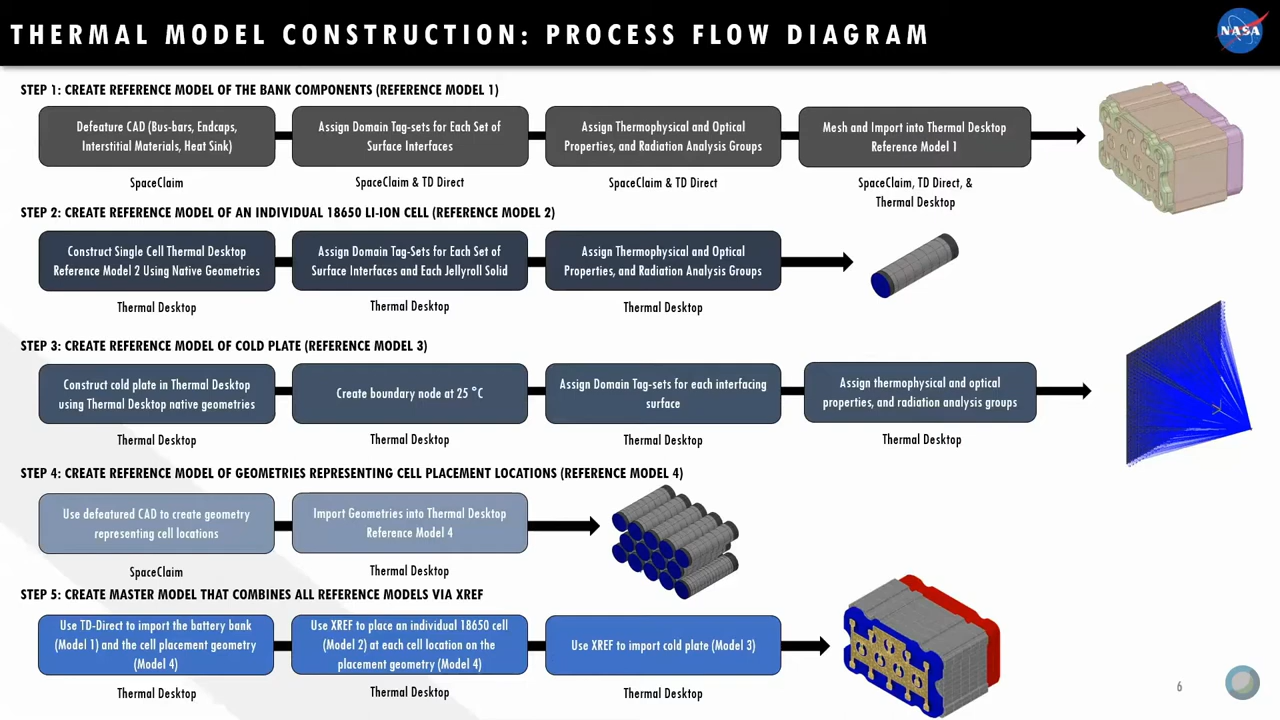 THERMAL MODEL CONSTRUCTION: PROCESS FLOW DIAGRAM
NASA
STEP 1: CREATE REFERENCE MODEL OF THE BANK COMPONENTS (REFERENCE MODEL 1)
Defeature CAD (Bus-bars, Endcaps,
Interstitial Materials, Heat Sink)
SpaceClaim
Assign Domain Tag-sets for Each Set of
Surface Interfaces
SpaceClaim & TD Direct
Assign Thermophysical and Optical
Properties, and Radiation Analysis Groups
SpaceClaim & TD Direct
Mesh and Import into Thermal Desktop
Reference Model 1
SpaceClaim, TD Direct, &
Thermal Desktop
STEP 2: CREATE REFERENCE MODEL OF AN INDIVIDUAL 18650 LI-ION CELL (REFERENCE MODEL 2)
Construct Single Cell Thermal Desktop
Reference Model 2 Using Native Geometries
Thermal Desktop
Assign Domain Tag-Sets for Each Set of
Surface Interfaces and Each Jellyroll Solid
Thermal Desktop
Assign Thermophysical and Optical
Properties, and Radiation Analysis Groups
Thermal Desktop
STEP 3: CREATE REFERENCE MODEL OF COLD PLATE (REFERENCE MODEL 3)
Construct cold plate in Thermal Desktop
using Thermal Desktop native geometries
Thermal Desktop
Create boundary node at 25 °C
Thermal Desktop
Assign Domain Tag-sets for each interfacing
surface
Thermal Desktop
Assign thermophysical and optical
properties, and radiation analysis groups
Thermal Desktop
STEP 4: CREATE REFERENCE MODEL OF GEOMETRIES REPRESENTING CELL PLACEMENT LOCATIONS (REFERENCE MODEL 4)
Use defeatured CAD to create geometry
representing cell locations
SpaceClaim
Import Geometries into Thermal Desktop
Reference Model 4
Thermal Desktop
STEP 5: CREATE MASTER MODEL THAT COMBINES ALL REFERENCE MODELS VIA XREF
Use TD-Direct to import the battery bank
(Model 1) and the cell placement geometry
(Model 4)
Thermal Desktop
Use XREF to place an individual 18650 cell
(Model 2) at each cell location on the
placement geometry (Model 4)
Thermal Desktop
Use XREF to import cold plate (Model 3)
Thermal Desktop
6